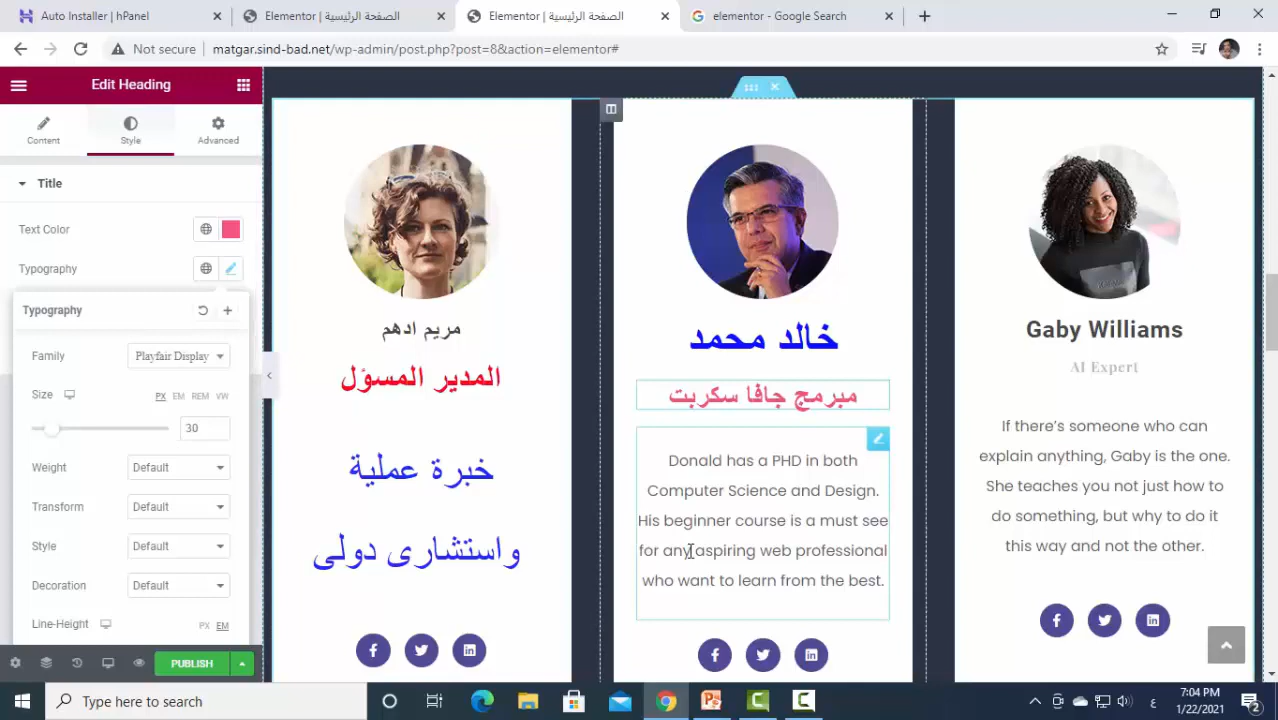 Auto Installer | hPanel
Elementor | الصفحة الرئيسية
Elementor | الصفحة الرئيسية
elementor - Google Search
Not secure
matgar.sind-bad.net/wp-admin/post.php?post=8&action=elementor#
Edit Heading
Content
Style
Advanced
Title
Text Color
Typography
Typography
Family
Playfair Display
Size
PX EM REM VW
30
Weight
Default
Transform
Default
Style
Default
Decoration
Default
Line-Height
PX EM
PUBLISH
مريم ادهم
المدير المسؤل
خبرة عملية
واستشارى دولى
خالد محمد
مبرمج جافا سكربت
Donald has a PHD in both
Computer Science and Design.
His beginner course is a must see
for any aspiring web professional
who want to learn from the best.
Gaby Williams
AI Expert
If there's someone who can
explain anything, Gaby is the one.
She teaches you not just how to
do something, but why to do it
this way and not the other.
Type here to search
ع
7:04 PM
1/22/2021
2